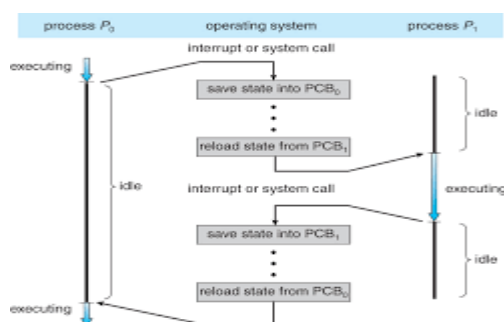 process P0 operating system process P1
interrupt or system call
executing
save state into PCB0
idle
reload state from PCB1
idle
interrupt or system call
executing
save state into PCB1
idle
reload state from PCB0
executing